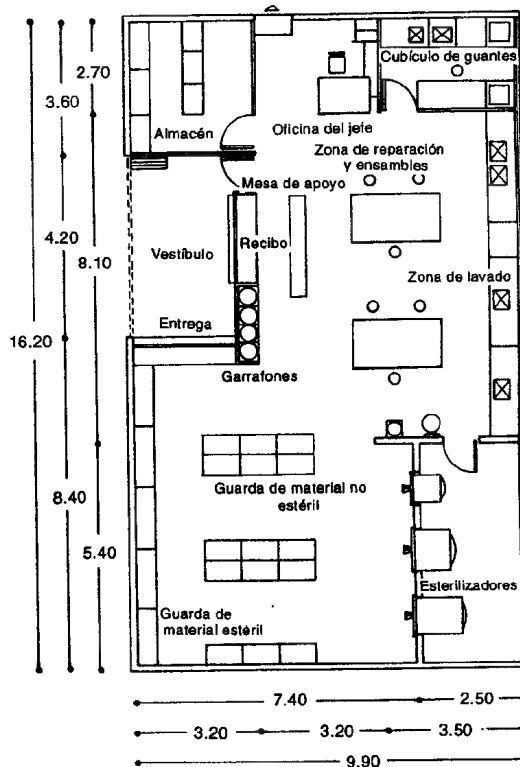 Cubículo de guantes
2.70
3.60
Almacén
Oficina del jefe
Zona de reparación
y ensambles
Mesa de apoyo
4.20
8.10
Vestíbulo
Recibo
Zona de lavado
16.20
Entrega
Garrafones
8.40
5.40
Guarda de material no
estéril
Esterilizadores
Guarda de
material estéril
7.40
2.50
3.20
3.20
3.50
9.90